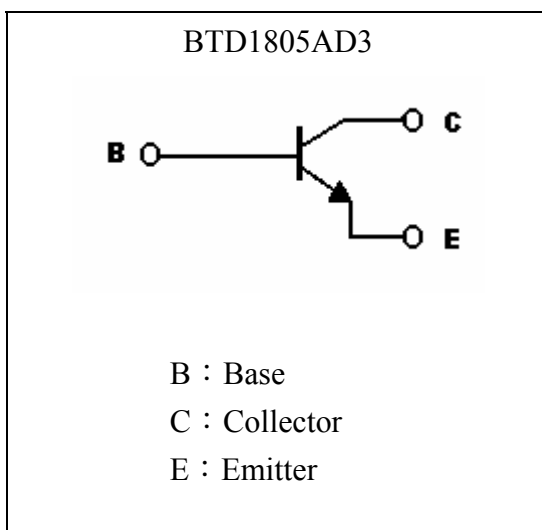 BTD1805AD3
B
C
E
B：Base
C：Collector
E：Emitter